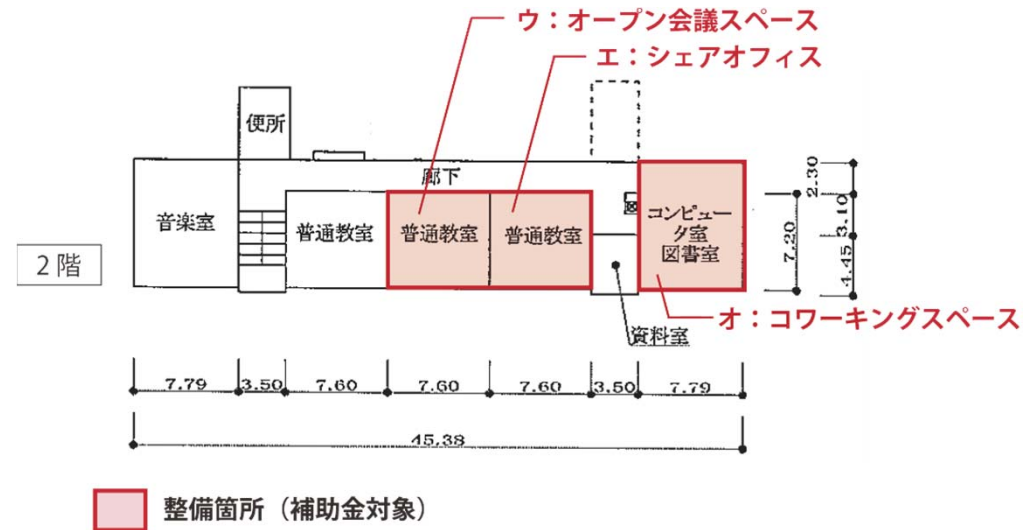 ウ：オープン会議スペース
エ：シェアオフィス
便所
廊下
音楽室
普通教室
普通教室
普通教室
コンピュー
タ室
図書室
2.30
3.10
7.20
4.45
2階
オ：コワーキングスペース
資料室
7.79
3.50
7.60
7.60
7.60
3.50
7.79
45.38
整備箇所（補助金対象）